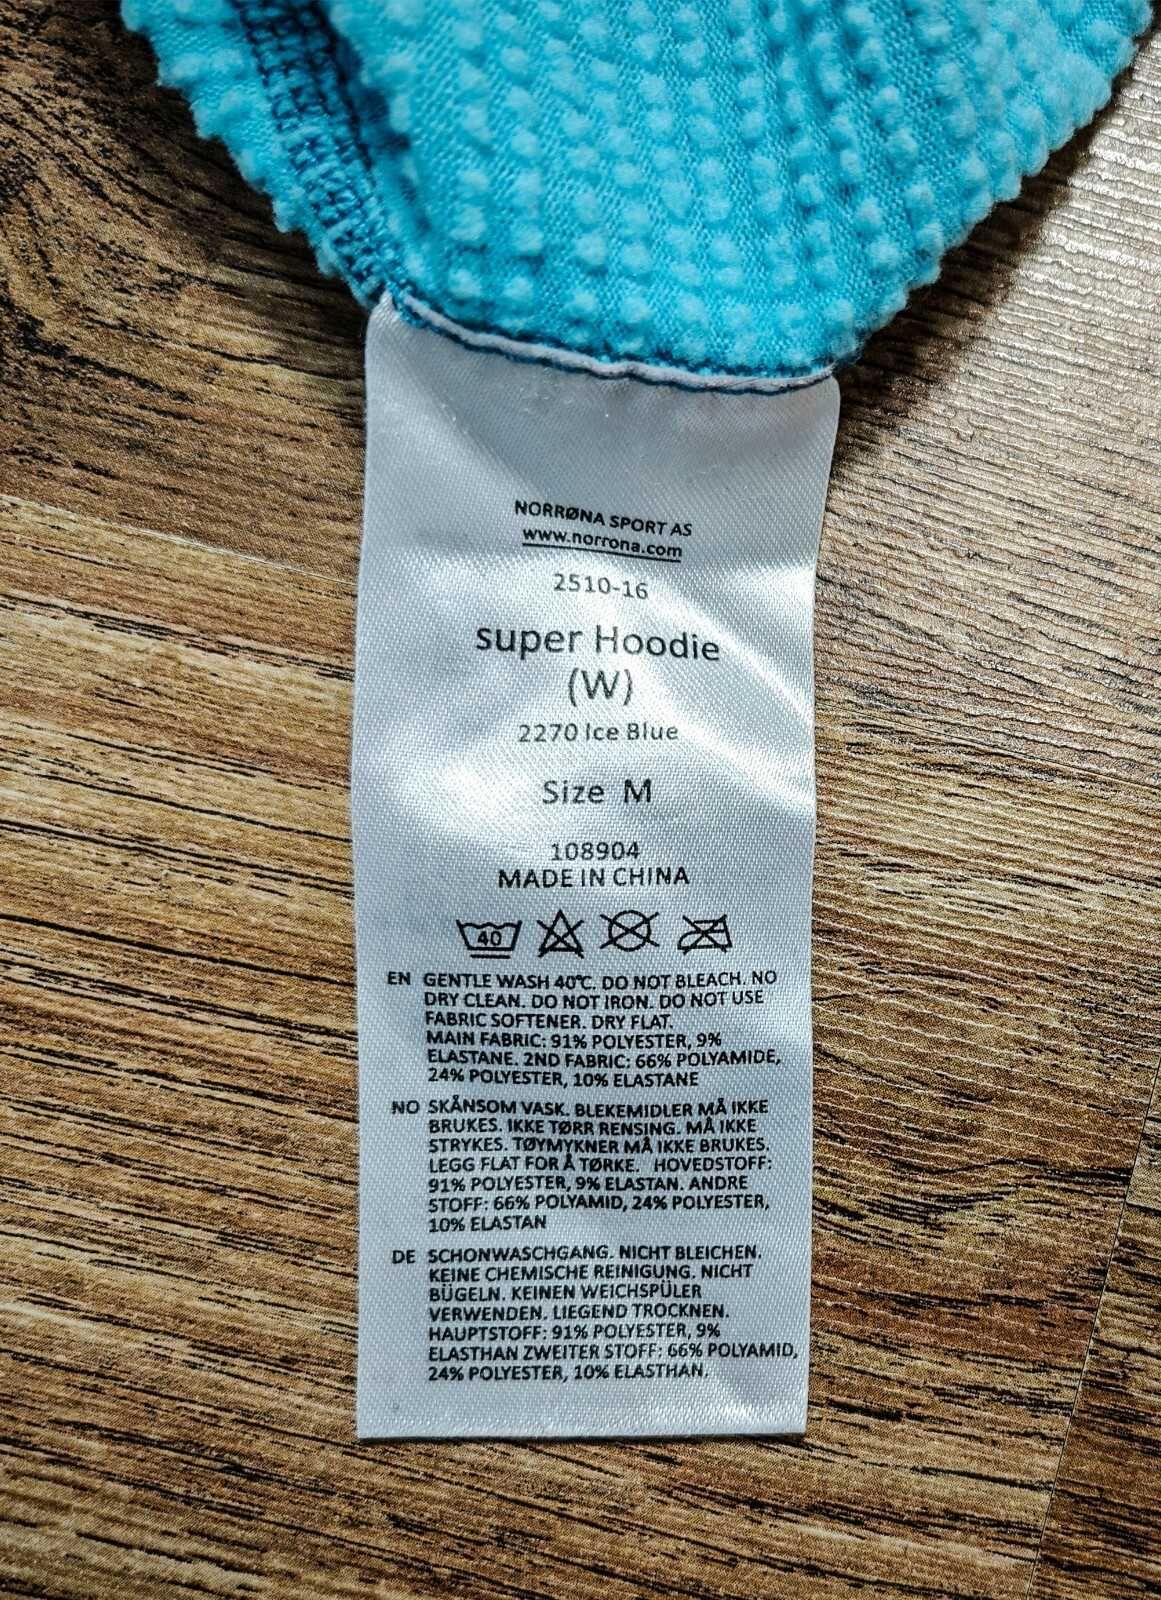 NORRØNA SPORT AS
www.norrona.com
2510-16
super Hoodie
(W)
2270 Ice Blue
Size M
108904
MADE IN CHINA
40
EN GENTLE WASH 40℃. DO NOT BLEACH. NO
DRY CLEAN. DO NOT IRON. DO NOT USE
FABRIC SOFTENER. DRY FLAT.
MAIN FABRIC: 91% POLYESTER, 9%
ELASTANE. 2ND FABRIC: 66% POLYAMIDE,
24% POLYESTER, 10% ELASTANE
NO SKÅNSOM VASK. BLEKEMIDLER MÅ IKKE
BRUKES. IKKE TØRR RENSING. MÅ IKKE
STRYKES. TØYMYKNER MÅ IKKE BRUKES.
LEGG FLAT FOR Å TØRKE. HOVEDSTOFF:
91% POLYESTER, 9% ELASTAN. ANDRE
STOFF: 66% POLYAMID, 24% POLYESTER,
10% ELASTAN
DE SCHONWASCHGANG. NICHT BLEICHEN.
KEINE CHEMISCHE REINIGUNG. NICHT
BÜGELN. KEINEN WEICHSPÜLER
VERWENDEN. LIEGEND TROCKNEN.
HAUPTSTOFF: 91% POLYESTER, 9%
ELASTHAN ZWEITER STOFF: 66% POLYAMID,
24% POLYESTER, 10% ELASTHAN.